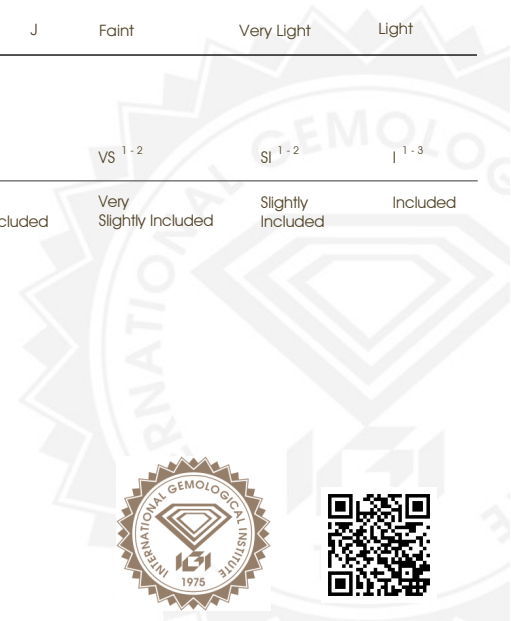 J Faint Very Light Light
VS 1 - 2 SI 1 - 2 I 1 - 3
Very Slightly Included
cluded Slightly Included Included
INTERNATIONAL GEMOLOGICAL INSTITUTE
IGI
1975